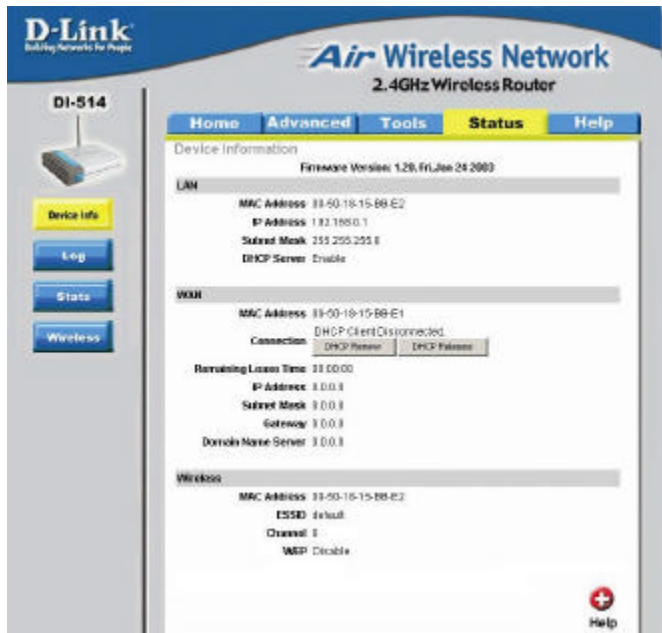 D-Link
Building Networks for People
Air Wireless Network
2.4GHz Wireless Router
DI-514
Home Advanced Tools Status Help
Device Information
Firmware Version: 1.20, Fri, Jan 24 2003
Device Info
Log
Stats
Wireless
LAN
MAC Address 00-50-18-15-BB-E2
IP Address 192.168.0.1
Subnet Mask 255.255.255.0
DHCP Server Enable
WAN
MAC Address 00-50-18-15-BB-E1
Connection DHCP Client Disconnected
DHCP Renew DHCP Release
Remaining Lease Time 00:00:00
IP Address 0.0.0.0
Subnet Mask 0.0.0.0
Gateway 0.0.0.0
Domain Name Server 0.0.0.0
Wireless
MAC Address 00-50-18-15-BB-E2
ESSID default
Channel
WEP Disable
Help